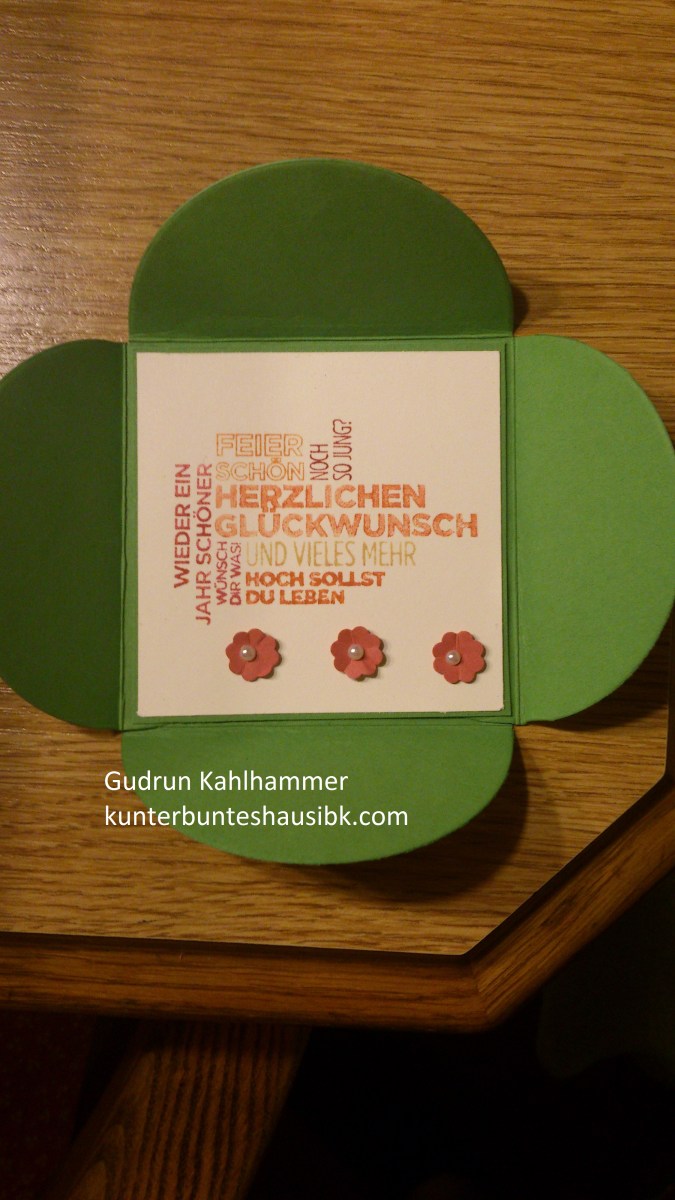 FEIER
SCHÖN
NOCH
SO JUNG?
WIEDER EIN
JAHR SCHÖNER
HERZLICHEN
GLÜCKWUNSCH
WÜNSCH
DIR WAS!
UND VIELES MEHR
HOCH SOLLST
DU LEBEN
Gudrun Kahlhammer
kunterbunteshausibk.com